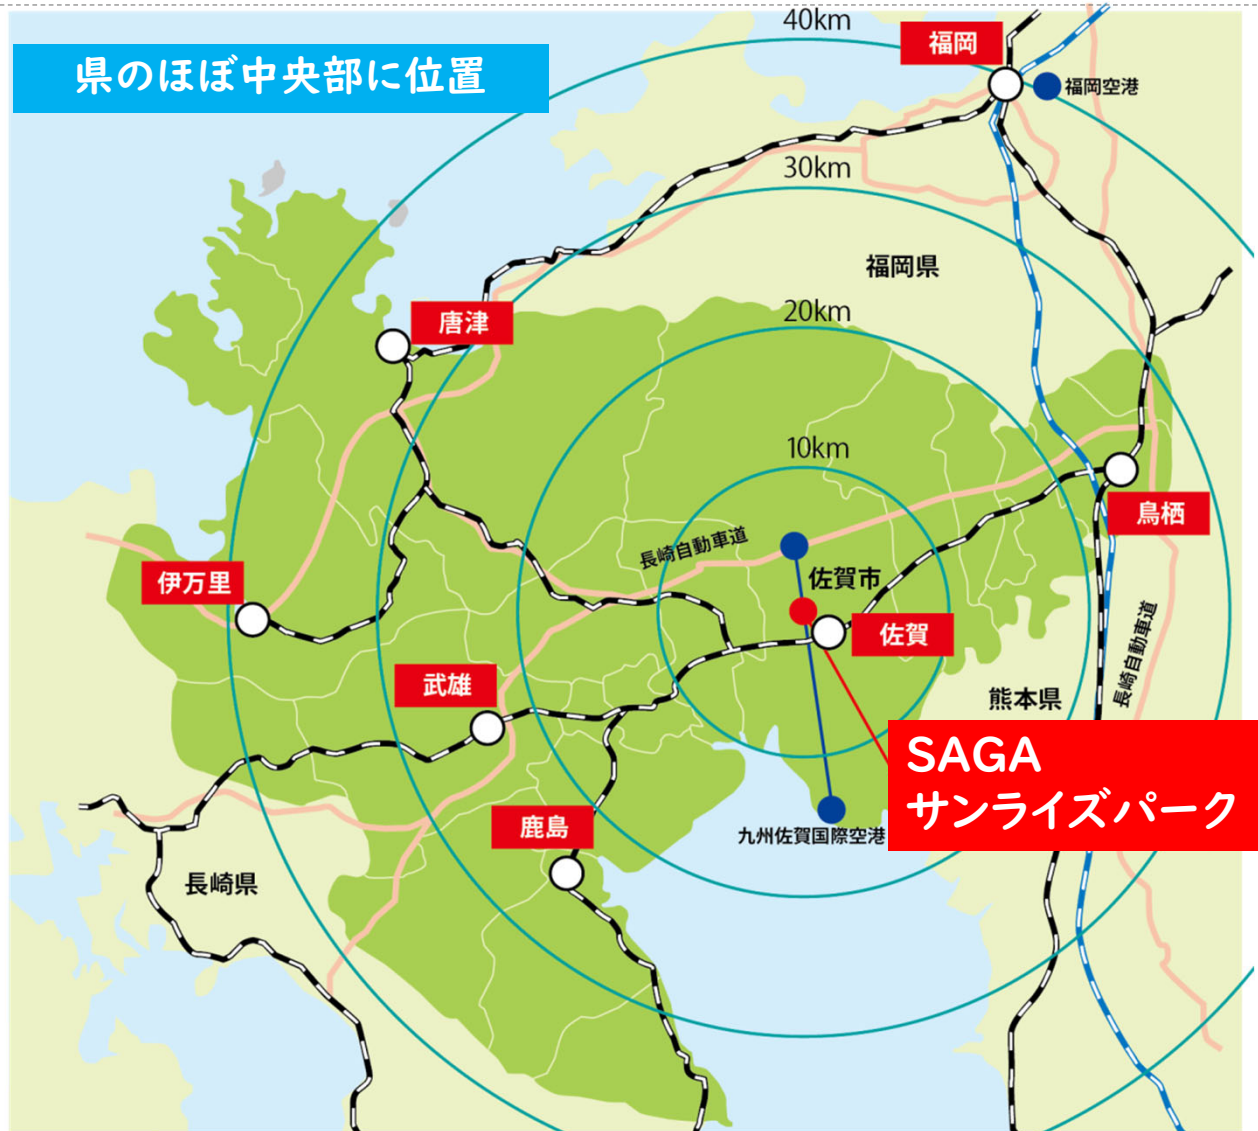 40km
福岡
県のほぼ中央部に位置
福岡空港
30km
福岡県
20km
唐津
10km
鳥栖
長崎自動車道
佐賀市
伊万里
佐賀
長崎自動車道
武雄
熊本県
SAGA
サンライズパーク
鹿島
九州佐賀国際空港
長崎県